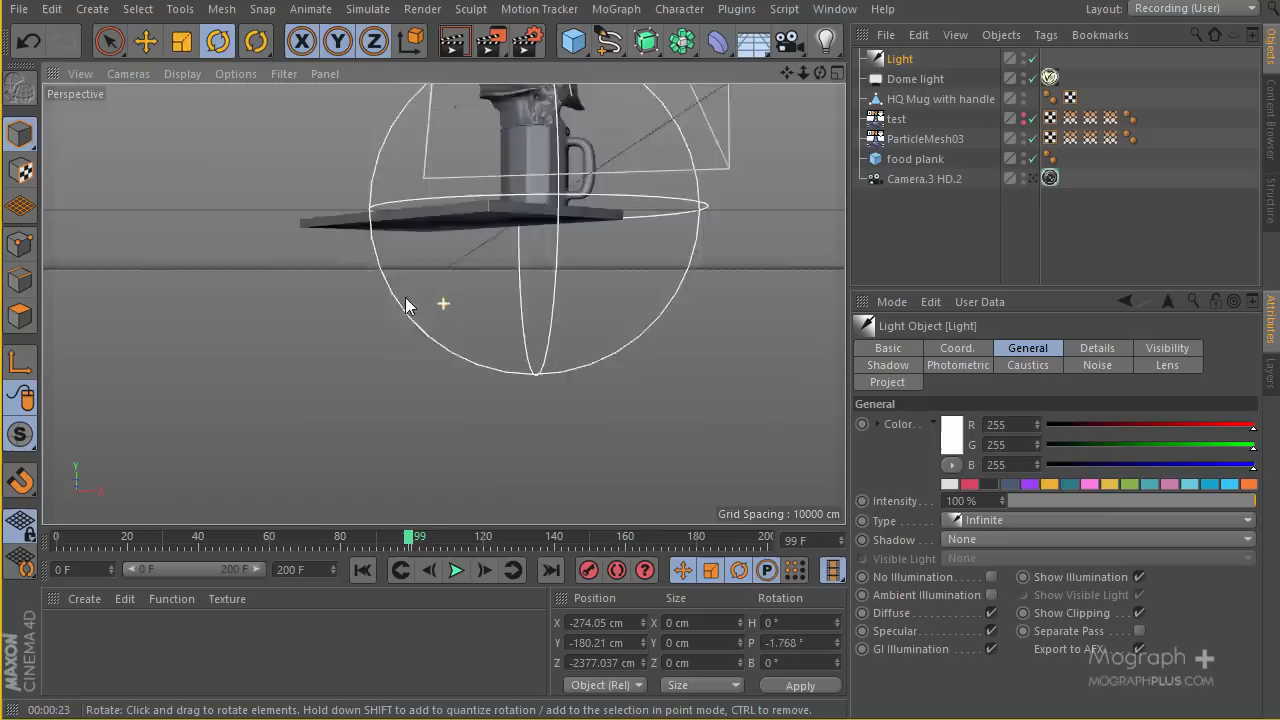 File Edit Create Select Tools Mesh Snap Animate Simulate Render Sculpt Motion Tracker MoGraph Character Plugins Script Window Help Layout: Recording (User)
File Edit View Objects Tags Bookmarks
View Cameras Display Options Filter Panel
Perspective
Light
Dome light
HQ Mug with handle
test
ParticleMesh03
food plank
Camera.3 HD.2
Objects
Content Browser
Structure
Mode Edit User Data
Light Object [Light]
Basic Coord. General Details Visibility
Shadow Photometric Caustics Noise Lens
Project
General
Color. . R 255
G 255
B 255
Intensity. . . 100 %
Type . . . . . Infinite
Shadow. . . . None
Visible Light . None
No Illumination. . . . Show Illumination
Ambient Illumination Show Visible Light
Diffuse . . . . . Show Clipping
Specular . . . . Separate Pass
GI Illumination . . Export to AFX
Attributes
Layers
Y
X
Grid Spacing : 10000 cm
0 20 40 60 80 99 120 140 160 180 200 99 F
0 F 0 F 200 F 200 F
Create Edit Function Texture
Position Size Rotation
X -274.05 cm X 0 cm H 0 °
Y -180.21 cm Y 0 cm P -1.768 °
Z -2377.037 cm Z 0 cm B 0 °
Object (Rel) Size Apply
MAXON
CINEMA 4D
Mograph +
MOGRAPHPLUS.COM
00:00:23 Rotate: Click and drag to rotate elements. Hold down SHIFT to add to quantize rotation / add to the selection in point mode, CTRL to remove.